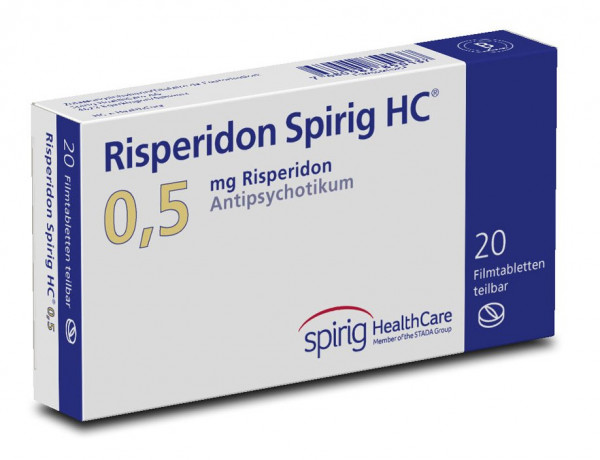 Risperidon Spirig HC®
0,5
mg Risperidon
Antipsychotikum
20
Filmtabletten
teilbar
spirig HealthCare
Member of the STADA Group
20 Filmtabletten teilbar
Risperidon Spirig HC® 0,5